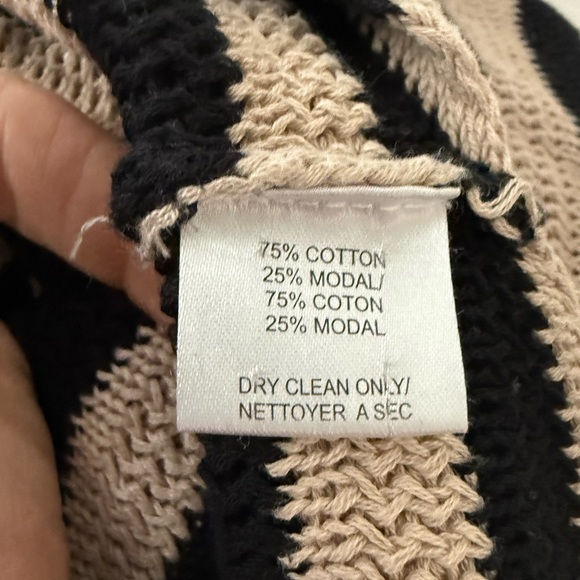 75% COTTON
25% MODAL/
75% COTON
25% MODAL
DRY CLEAN ONLY/
NETTOYER A SEC